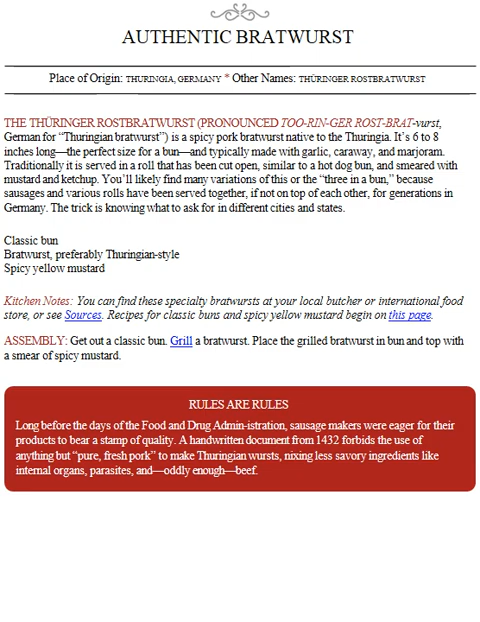 AUTHENTIC BRATWURST
Place of Origin: THURINGIA, GERMANY * Other Names: THÜRINGER ROSTBRATWURST
THE THÜRINGER ROSTBRATWURST (PRONOUNCED TOO-RIN-GER ROST-BRAT-vurst,
German for “Thuringian bratwurst”) is a spicy pork bratwurst native to the Thuringia. It’s 6 to 8
inches long—the perfect size for a bun—and typically made with garlic, caraway, and marjoram.
Traditionally it is served in a roll that has been cut open, similar to a hot dog bun, and smeared with
mustard and ketchup. You’ll likely find many variations of this or the “three in a bun,” because
sausages and various rolls have been served together, if not on top of each other, for generations in
Germany. The trick is knowing what to ask for in different cities and states.
Classic bun
Bratwurst, preferably Thuringian-style
Spicy yellow mustard
Kitchen Notes: You can find these specialty bratwursts at your local butcher or international food
store, or see Sources. Recipes for classic buns and spicy yellow mustard begin on this page.
ASSEMBLY: Get out a classic bun. Grill a bratwurst. Place the grilled bratwurst in bun and top with
a smear of spicy mustard.
RULES ARE RULES
Long before the days of the Food and Drug Admin-istration, sausage makers were eager for their
products to bear a stamp of quality. A handwritten document from 1432 forbids the use of
anything but “pure, fresh pork” to make Thuringian wursts, nixing less savory ingredients like
internal organs, parasites, and—oddly enough—beef.